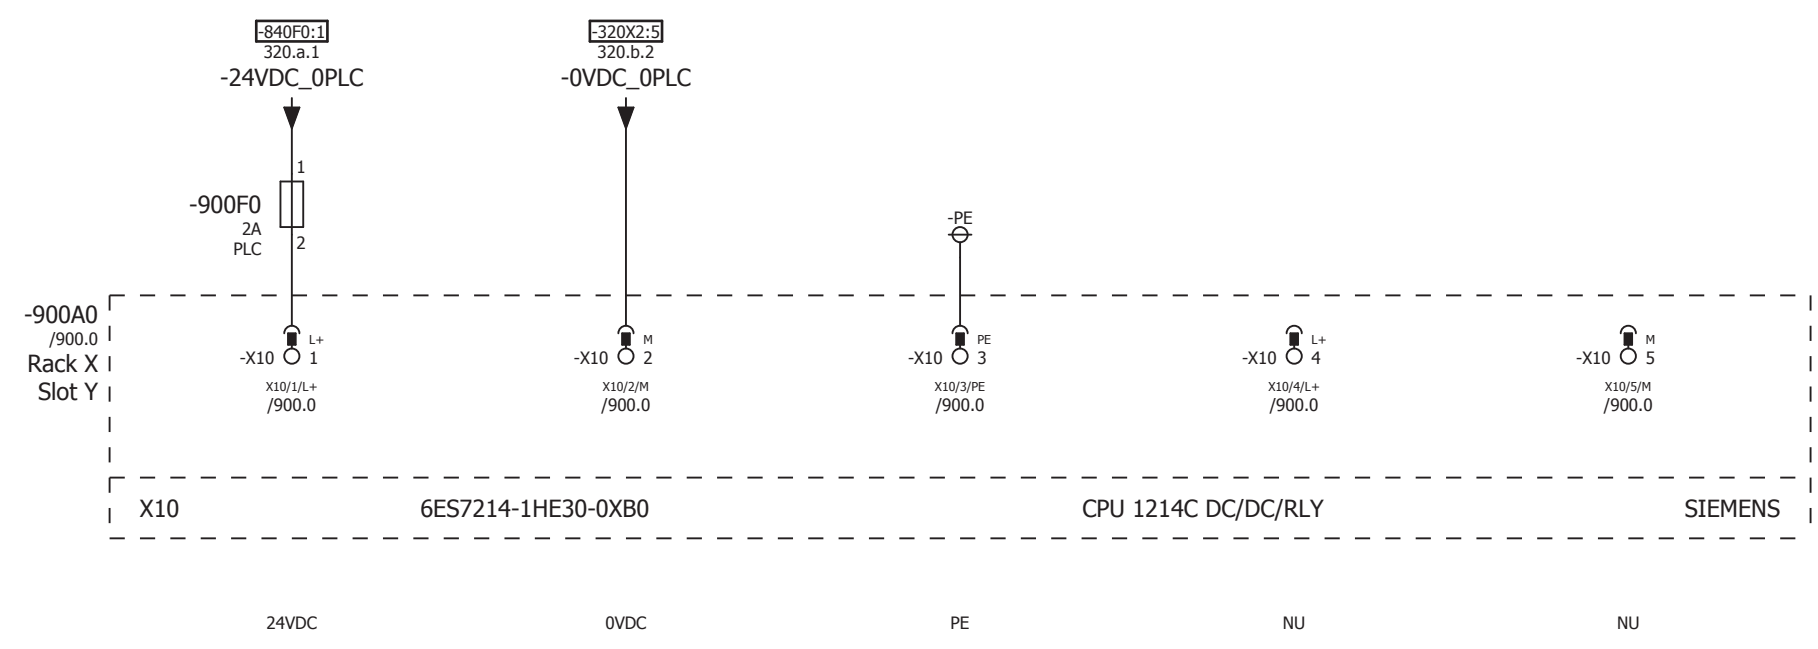 -840F0:1
320.a.1
-24VDC_0PLC
-320X2:5
320.b.2
-0VDC_0PLC
1
-900F0
2A
PLC
2
-PE
-900A0
/900.0
Rack X
Slot Y
L+
-X10 1
X10/1/L+
/900.0
M
-X10 2
X10/2/M
/900.0
PE
-X10 3
X10/3/PE
/900.0
L+
-X10 4
X10/4/L+
/900.0
M
-X10 5
X10/5/M
/900.0
X10 6ES7214-1HE30-0XB0 CPU 1214C DC/DC/RLY SIEMENS
24VDC 0VDC PE NU NU